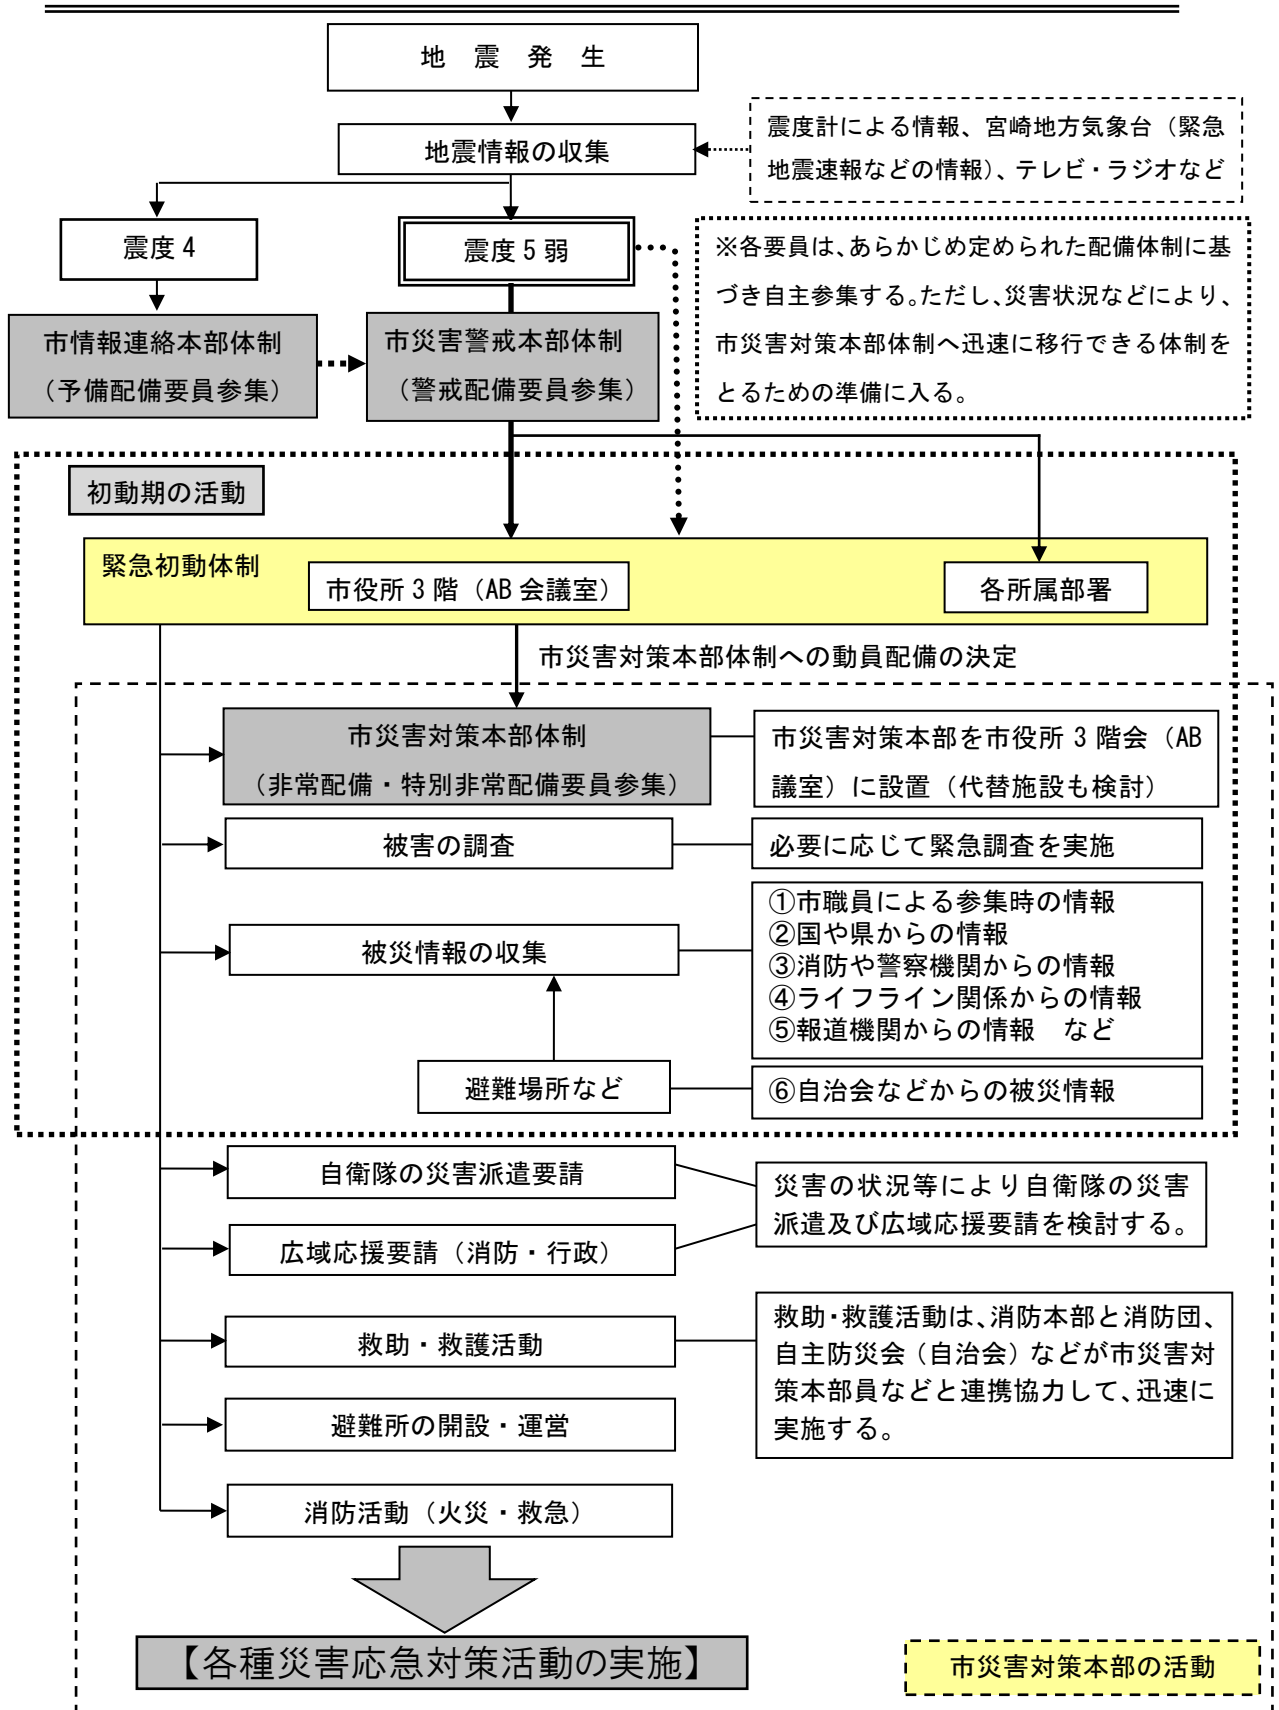 地　震　発　生
地震情報の収集
震度計による情報、宮崎地方気象台（緊急
地震速報などの情報）、テレビ・ラジオなど
震度４
震度５弱
※各要員は、あらかじめ定められた配備体制に基
づき自主参集する。ただし、災害状況などにより、
市災害対策本部体制へ迅速に移行できる体制を
とるための準備に入る。
市情報連絡本部体制
（予備配備要員参集）
市災害警戒本部体制
（警戒配備要員参集）
初動期の活動
緊急初動体制
市役所３階（AB 会議室）
各所属部署
市災害対策本部体制への動員配備の決定
市災害対策本部体制
（非常配備・特別非常配備要員参集）
市災害対策本部を市役所３階会（AB
議室）に設置（代替施設も検討）
被害の調査
必要に応じて緊急調査を実施
被災情報の収集
①市職員による参集時の情報
②国や県からの情報
③消防や警察機関からの情報
④ライフライン関係からの情報
⑤報道機関からの情報　など
避難場所など
⑥自治会などからの被災情報
自衛隊の災害派遣要請
災害の状況等により自衛隊の災害
派遣及び広域応援要請を検討する。
広域応援要請（消防・行政）
救助・救護活動
救助・救護活動は、消防本部と消防団、
自主防災会（自治会）などが市災害対
策本部員などと連携協力して、迅速に
実施する。
避難所の開設・運営
消防活動（火災・救急）
【各種災害応急対策活動の実施】
市災害対策本部の活動